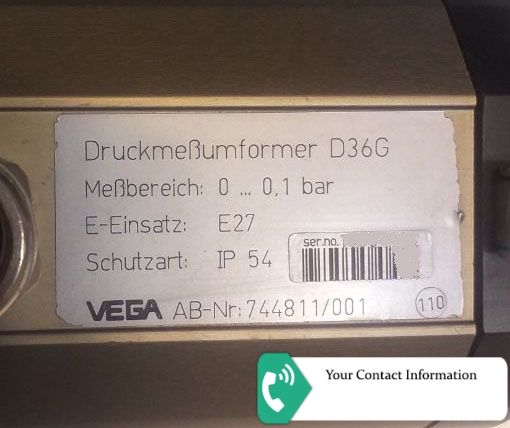 Druckmeßumformer D36G
Meßbereich: 0 ... 0,1 bar
E-Einsatz: E27
Schutzart: IP 54
ser.no.
VEGA AB-Nr: 744811/001
110
Your Contact Information